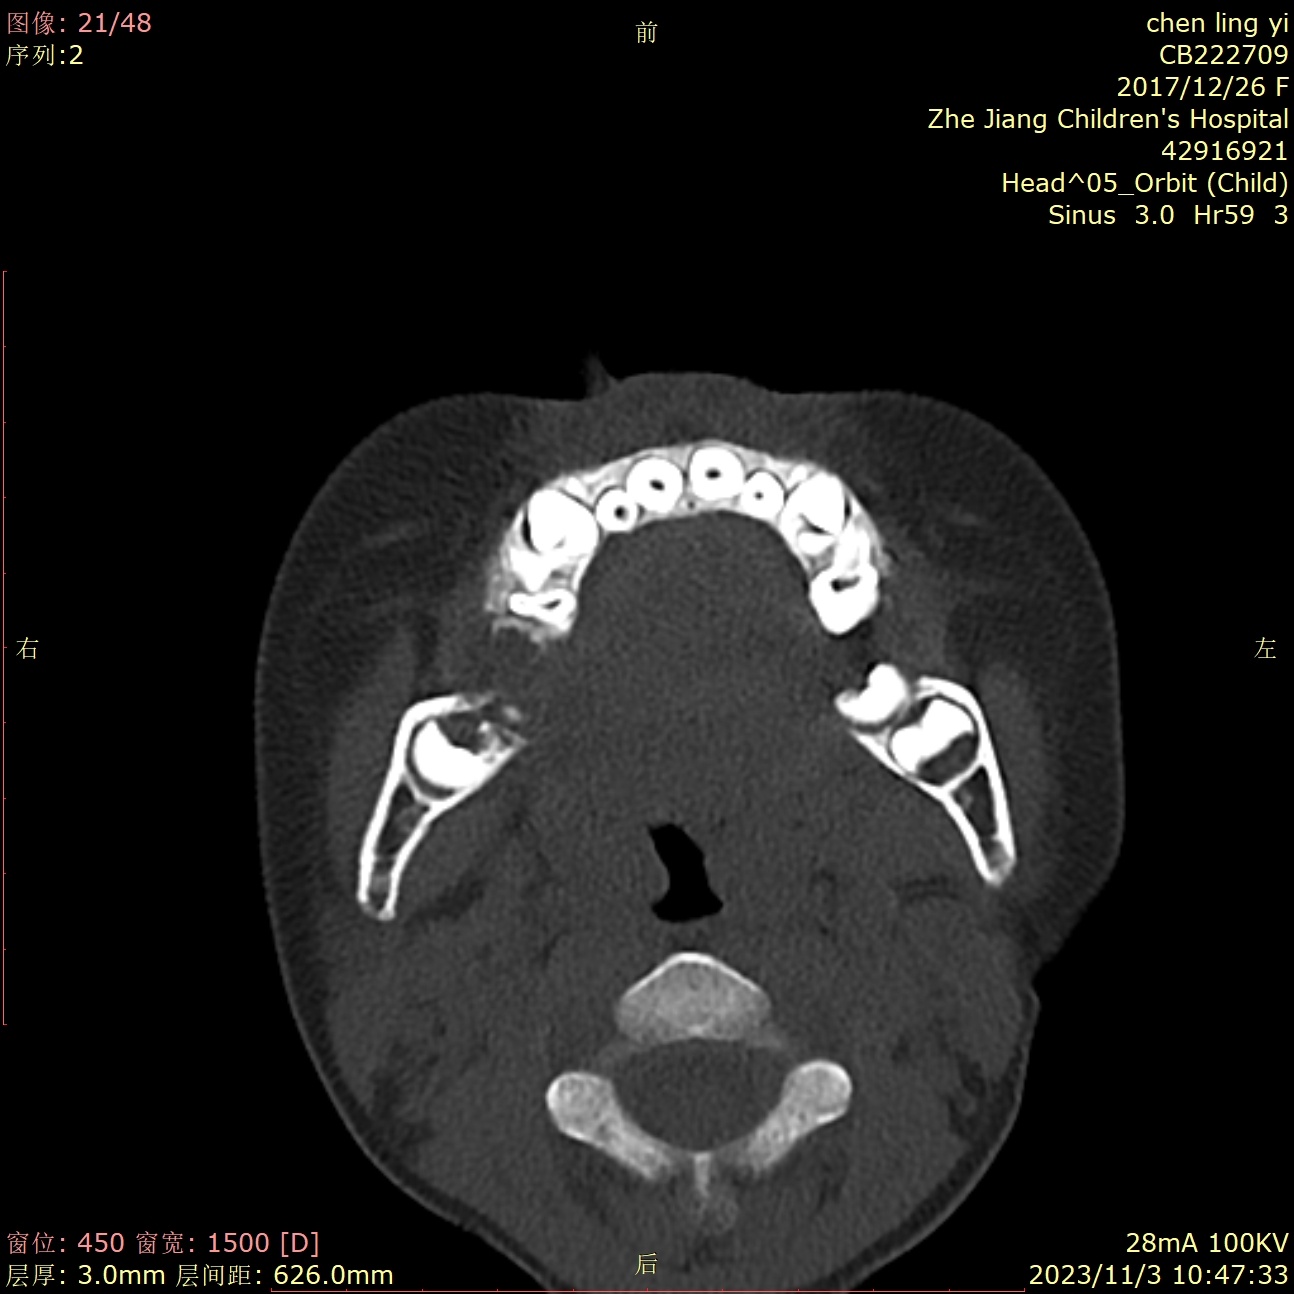 图像: 21/48
序列:2
前
chen ling yi
CB222709
2017/12/26 F
Zhe Jiang Children's Hospital
42916921
Head^05_Orbit (Child)
Sinus 3.0 Hr59 3
右
左
窗位: 450 窗宽: 1500 [D]
层厚: 3.0mm 层间距: 626.0mm
后
28mA 100KV
2023/11/3 10:47:33